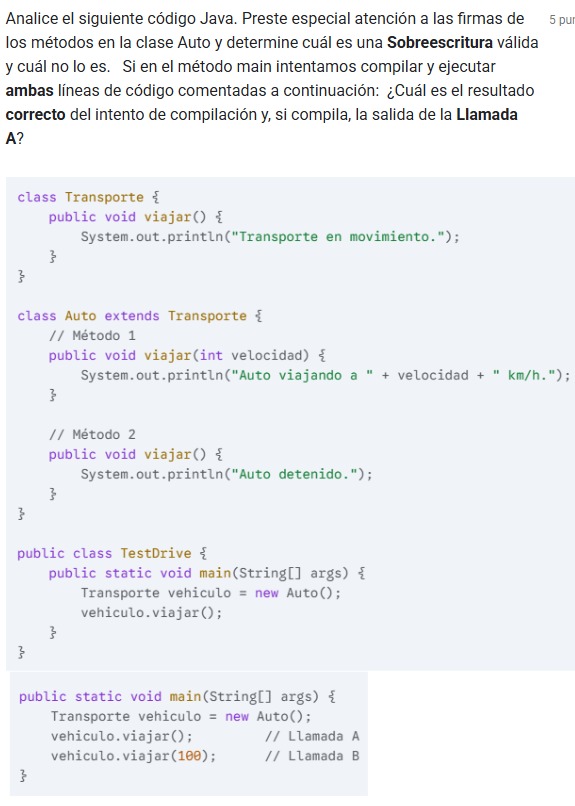 Analice el siguiente código Java. Preste especial atención a las firmas de
5 pur
los métodos en la clase Auto y determine cuál es una Sobreescritura válida
y cuál no lo es. Si en el método main intentamos compilar y ejecutar
ambas líneas de código comentadas a continuación: ¿Cuál es el resultado
correcto del intento de compilación y, si compila, la salida de la Llamada
A?
class Transporte {
public void viajar() {
System.out.println("Transporte en movimiento.");
}
}
class Auto extends Transporte {
// Método 1
public void viajar(int velocidad) {
System.out.println("Auto viajando a " + velocidad + " km/h.");
}
// Método 2
public void viajar() {
System.out.println("Auto detenido.");
}
}
public class TestDrive {
public static void main(String[] args) {
Transporte vehiculo = new Auto();
vehiculo.viajar();
}
}
public static void main(String[] args) {
Transporte vehiculo = new Auto();
vehiculo.viajar(); // Llamada A
vehiculo.viajar(100); // Llamada B
}